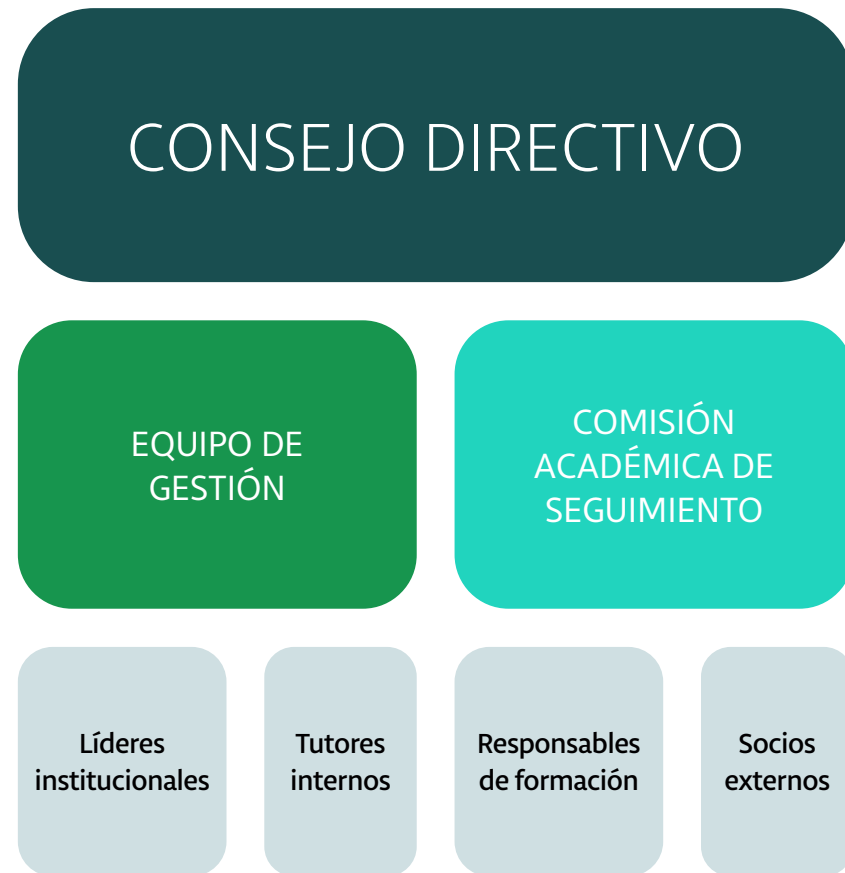 CONSEJO DIRECTIVO
EQUIPO DE
GESTIÓN
COMISIÓN
ACADÉMICA DE
SEGUIMIENTO
Líderes
institucionales
Tutores
internos
Responsables
de formación
Socios
externos